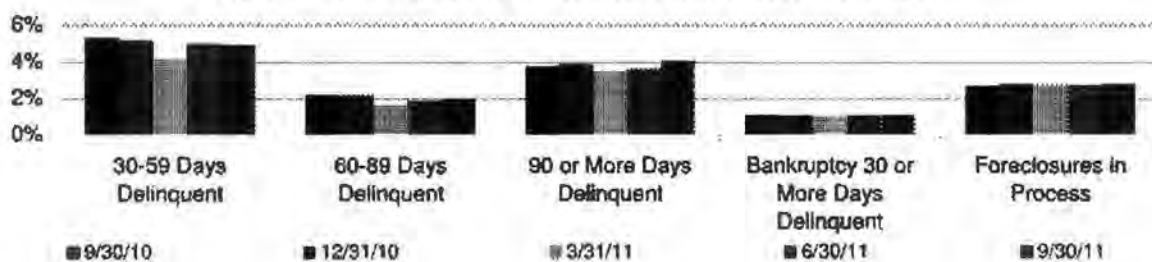 6%
4%
2%
0%
30-59 Days Delinquent
60-89 Days Delinquent
90 or More Days Delinquent
Bankruptcy 30 or More Days Delinquent
Foreclosures in Process
9/30/10
12/31/10
3/31/11
6/30/11
9/30/11